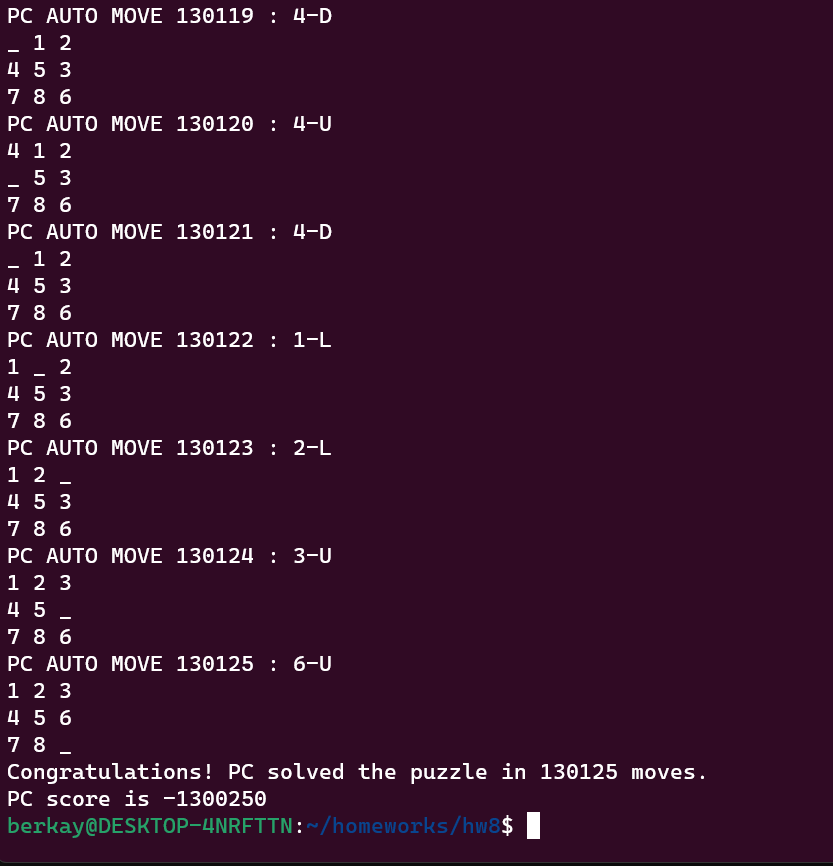 PC AUTO MOVE 130119 : 4-D
_ 1 2
4 5 3
7 8 6
PC AUTO MOVE 130120 : 4-U
4 1 2
_ 5 3
7 8 6
PC AUTO MOVE 130121 : 4-D
_ 1 2
4 5 3
7 8 6
PC AUTO MOVE 130122 : 1-L
1 _ 2
4 5 3
7 8 6
PC AUTO MOVE 130123 : 2-L
1 2 _
4 5 3
7 8 6
PC AUTO MOVE 130124 : 3-U
1 2 3
4 5 _
7 8 6
PC AUTO MOVE 130125 : 6-U
1 2 3
4 5 6
7 8 _
Congratulations! PC solved the puzzle in 130125 moves.
PC score is -1300250
berkay@DESKTOP-4NRFTTN:~/homeworks/hw8$